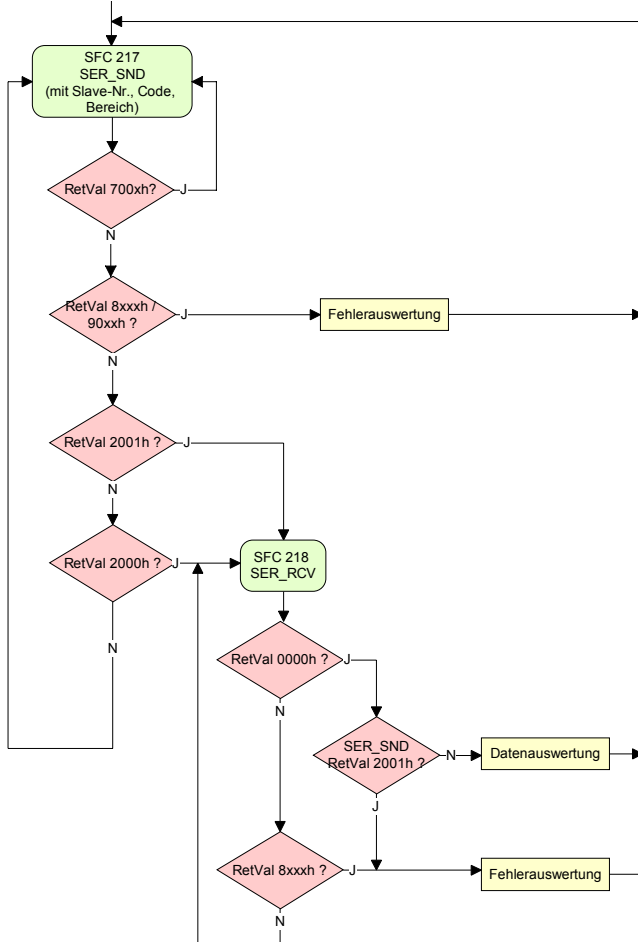 SFC 217
SER_SND
(mit Slave-Nr., Code,
Bereich)
RetVal 700xh?
J
N
RetVal 8xxxh /
90xxh ?
J
Fehlerauswertung
N
RetVal 2001h ?
J
N
RetVal 2000h ?
J
SFC 218
SER_RCV
N
RetVal 0000h ?
J
N
SER_SND
RetVal 2001h ?
N
Datenauswertung
J
RetVal 8xxxh ?
J
Fehlerauswertung
N